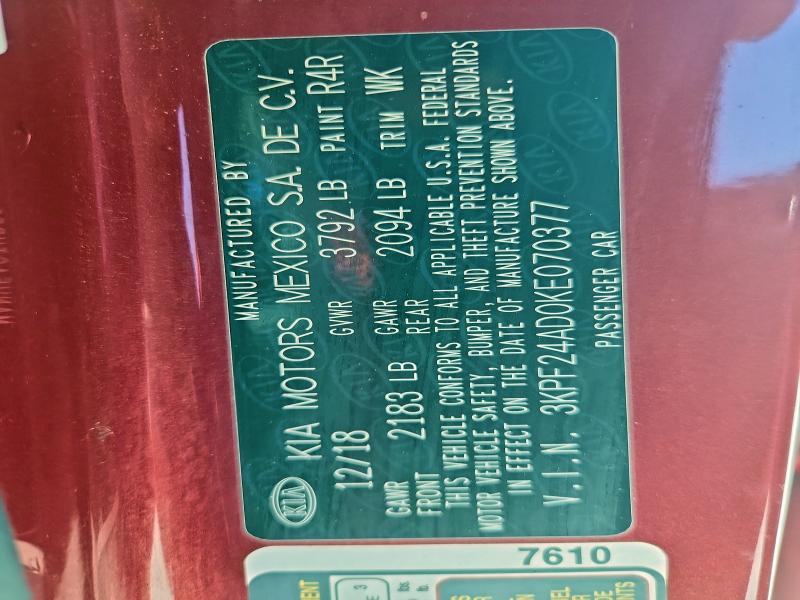 MANUFACTURED BY
KIA KIA MOTORS MEXICO S.A. DE C.V.
12/18 GVWR 3792 LB PAINT R4R
GAWR FRONT 2183 LB GAWR REAR 2094 LB TRIM WK
THIS VEHICLE CONFORMS TO ALL APPLICABLE U.S.A. FEDERAL
MOTOR VEHICLE SAFETY, BUMPER, AND THEFT PREVENTION STANDARDS
IN EFFECT ON THE DATE OF MANUFACTURE SHOWN ABOVE.
V.I.N. 3KPF24AD0KE070377
PASSENGER CAR
7610